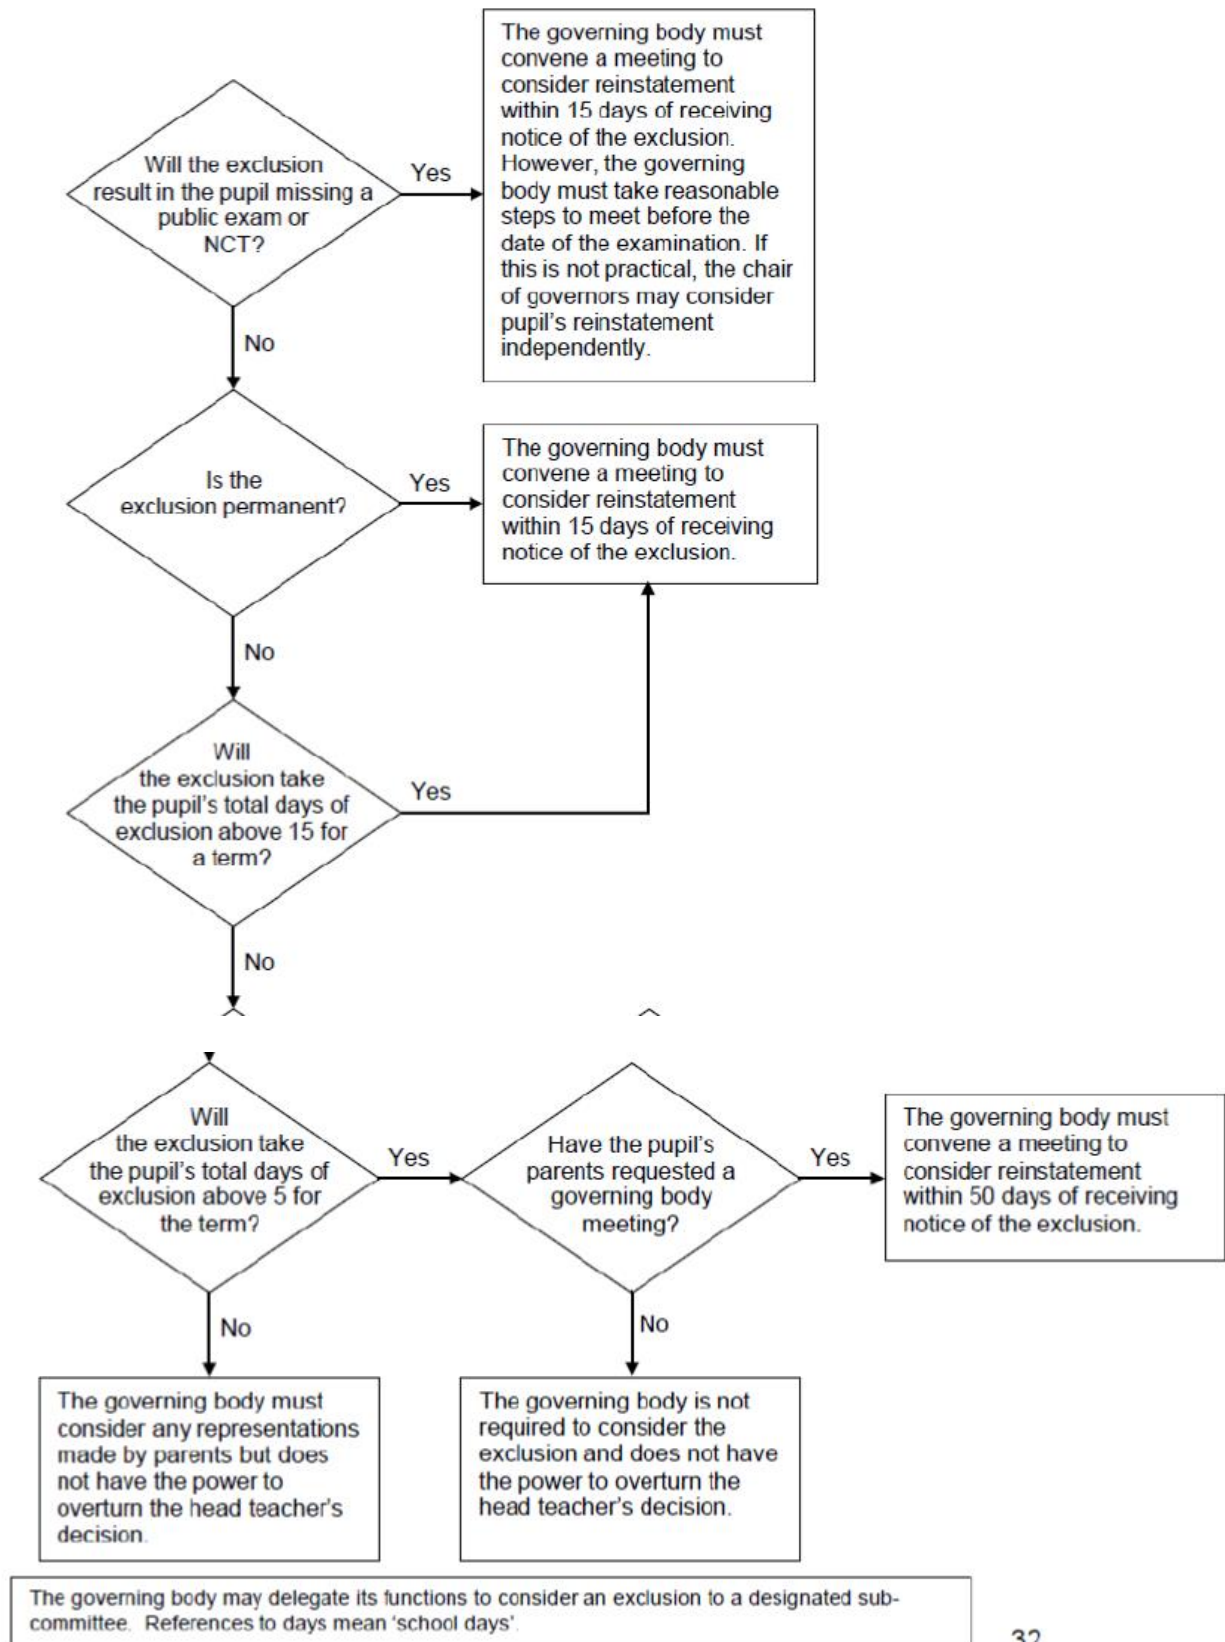 The governing body must
convene a meeting to
consider reinstatement
within 15 days of receiving
notice of the exclusion.
However, the governing
body must take reasonable
steps to meet before the
date of the examination. If
this is not practical, the chair
of governors may consider
pupil's reinstatement
independently.
Will the exclusion
result in the pupil missing a
public exam or
NCT?
Yes
No
Is the
exclusion permanent?
Yes
The governing body must
convene a meeting to
consider reinstatement
within 15 days of receiving
notice of the exclusion.
No
Will
the exclusion take
the pupil's total days of
exclusion above 15 for
a term?
Yes
No
Will
the exclusion take
the pupil's total days of
exclusion above 5 for
the term?
Yes
Have the pupil's
parents requested a
governing body
meeting?
Yes
The governing body must
convene a meeting to
consider reinstatement
within 50 days of receiving
notice of the exclusion.
No
No
The governing body must
consider any representations
made by parents but does
not have the power to
overturn the head teacher's
decision.
The governing body is not
required to consider the
exclusion and does not have
the power to overturn the
head teacher's decision.
The governing body may delegate its functions to consider an exclusion to a designated sub-
committee. References to days mean 'school days'.
32